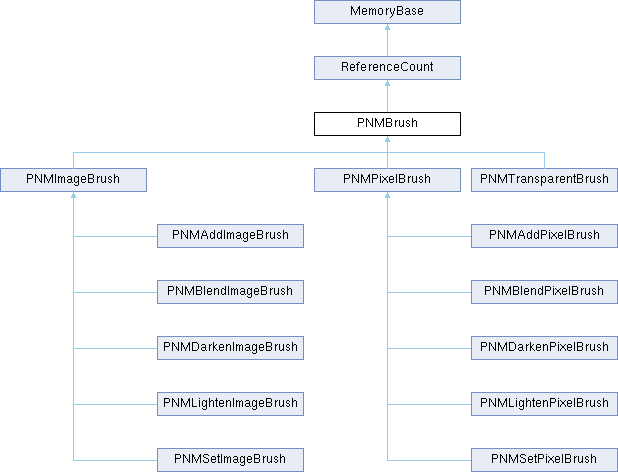 MemoryBase
ReferenceCount
PNMBrush
PNMImageBrush
PNMPixelBrush
PNMTransparentBrush
PNMAddImageBrush
PNMAddPixelBrush
PNMBlendImageBrush
PNMBlendPixelBrush
PNMDarkenImageBrush
PNMDarkenPixelBrush
PNMLightenImageBrush
PNMLightenPixelBrush
PNMSetImageBrush
PNMSetPixelBrush